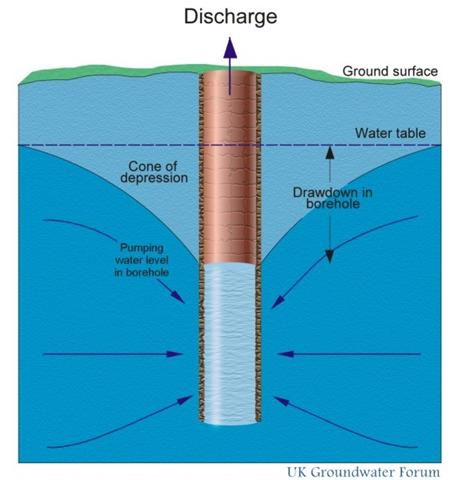 Discharge
Ground surface
Water table
Cone of
depression
Drawdown in
borehole
Pumping
water level
in borehole
UK Groundwater Forum